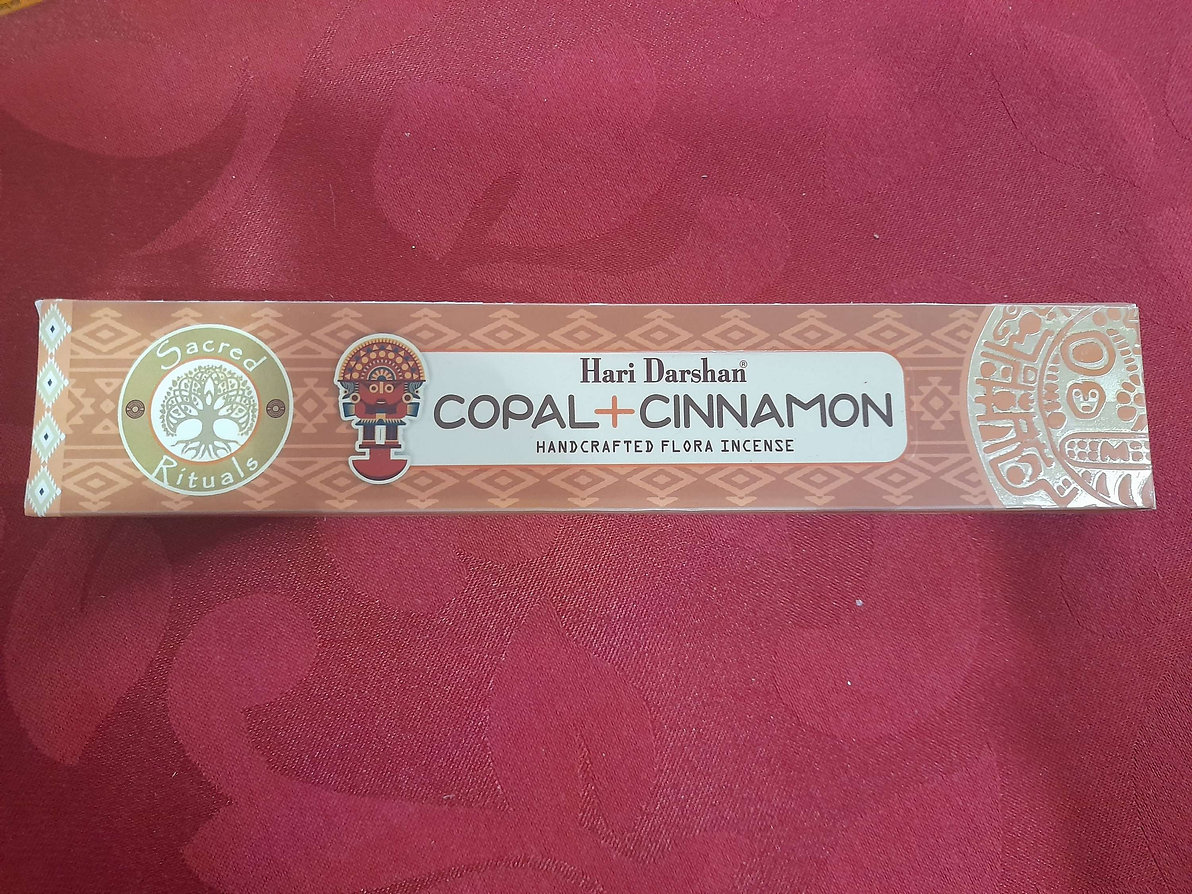 Sacred
Rituals
Hari Darshan®
COPAL+CINNAMON
HANDCRAFTED FLORA INCENSE